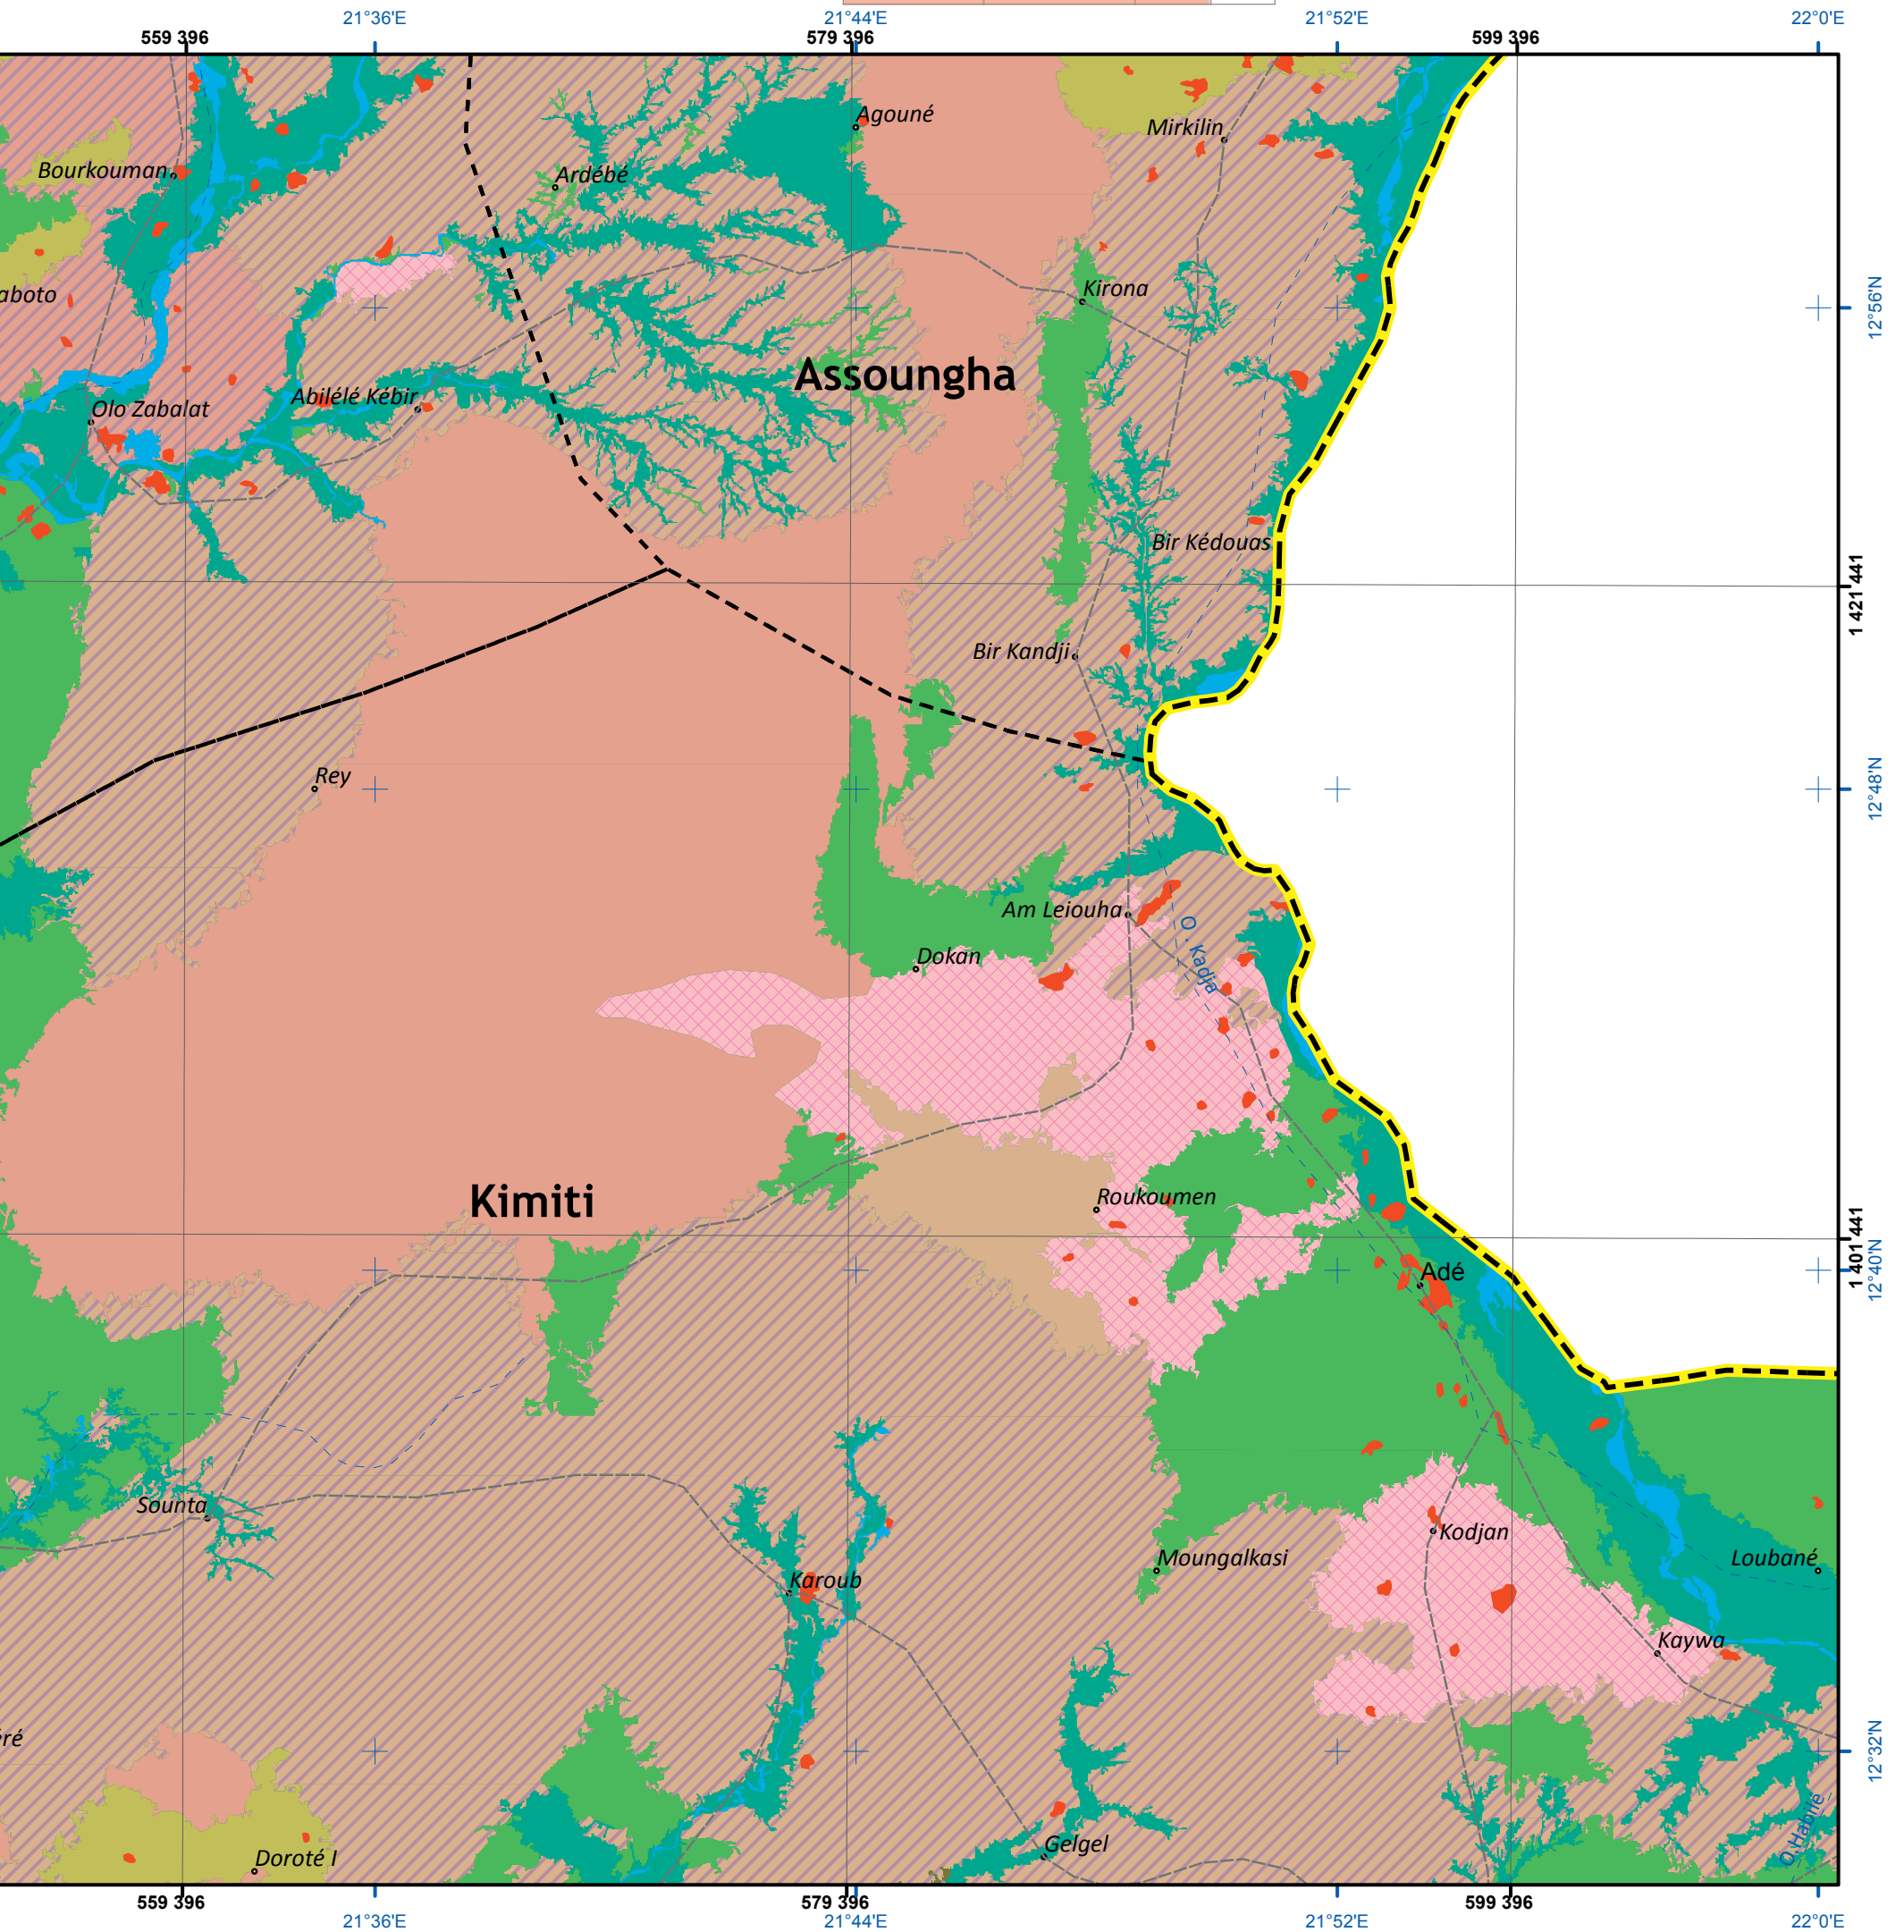 21°36'E 21°44'E 21°52'E 22°0'E
559 396 579 396 599 396
Agouné
Mirkilin
Bourkouman
Ardébé
aboto
Kirona
12°56'N
Assoungha
Abilélé Kébir
Olo Zabalat
Bir Kédouas
1 421 441
Bir Kandji
Rey
12°48'N
Am Leiouha
O. Kadja
Dokan
Kimiti
Roukoumen
1 401 441
Adé
12°40'N
Sounta
Kodjan
Moungalkasi
Loubané
Karoub
Kaywa
éré
12°32'N
O.Habilé
Gelgel
Doroté I
559 396 579 396 599 396
21°36'E 21°44'E 21°52'E 22°0'E